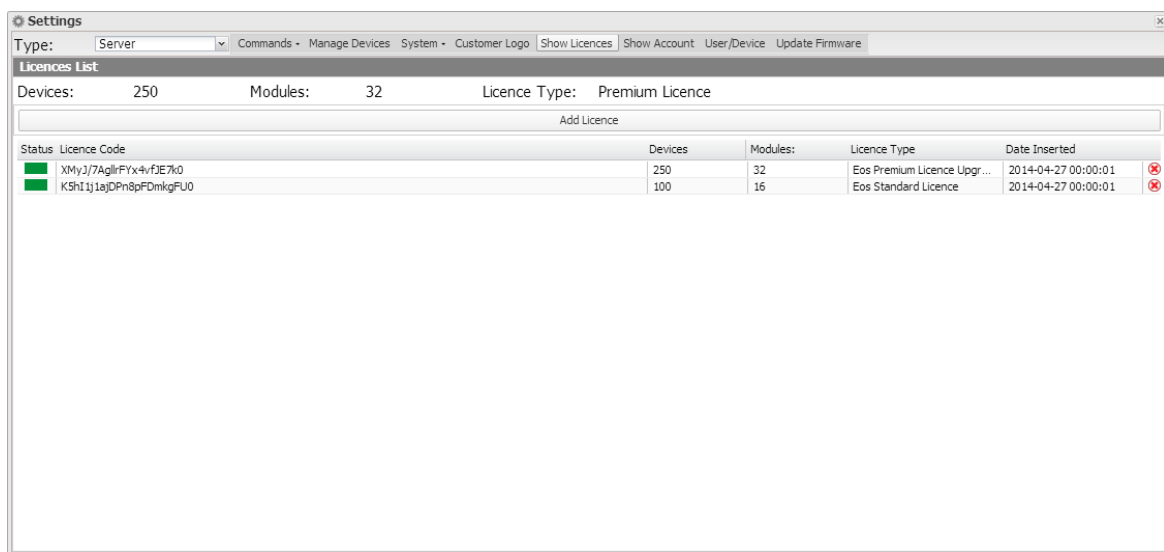 Settings
Type: Server Commands Manage Devices System Customer Logo Show Licences Show Account User/Device Update Firmware
Licences List
Devices: 250 Modules: 32 Licence Type: Premium Licence
Add Licence
Status Licence Code Devices Modules: Licence Type Date Inserted
XMyJ/7AgllrFYx4vfJE7k0 250 32 Eos Premium Licence Upgr... 2014-04-27 00:00:01
K5hI1j1ajDPn8pFDmkgFU0 100 16 Eos Standard Licence 2014-04-27 00:00:01